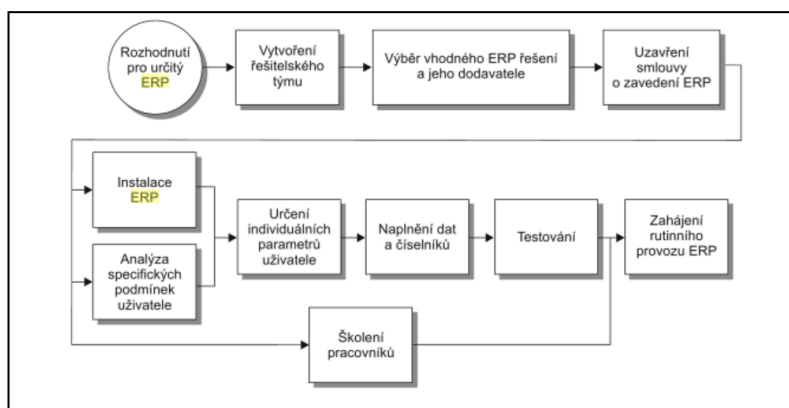 Rozhodnutí
pro určitý
ERP
Vytvoření
řešitelského
týmu
Výběr vhodného ERP řešení
a jeho dodavatele
Uzavření
smlouvy
o zavedení ERP
Instalace
ERP
Analýza
specifických
podmínek
uživatele
Určení
individuálních
parametrů
uživatele
Naplnění dat
a číselníků
Testování
Zahájení
rutinního
provozu ERP
Školení
pracovníků